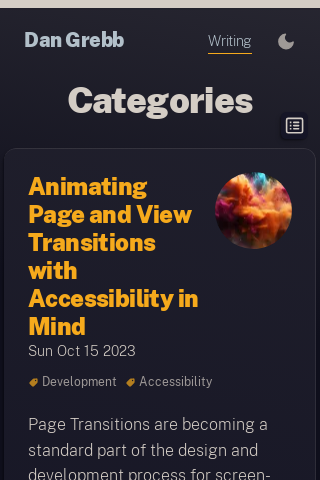 Dan Grebb
Writing
Categories
Animating
Page and View
Transitions
with
Accessibility in
Mind
Sun Oct 15 2023
Development Accessibility
Page Transitions are becoming a
standard part of the design and
development process for screen-